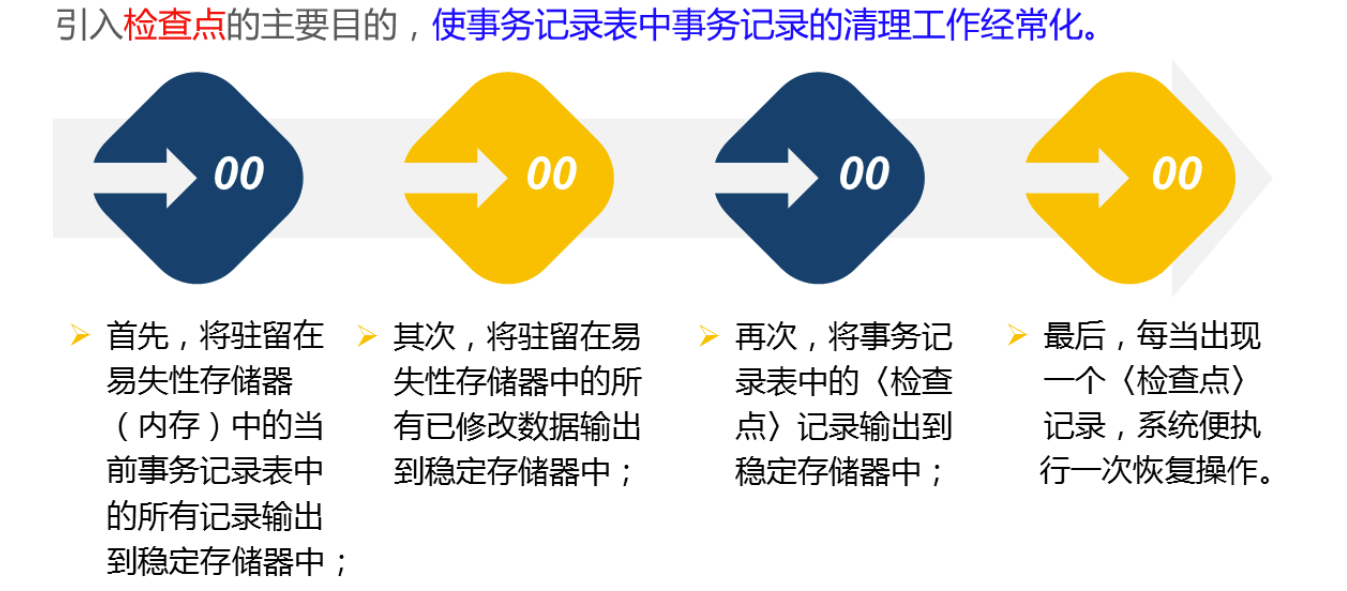 引入检查点的主要目的，使事务记录表中事务记录的清理工作经常化。
00
00
00
00
首先，将驻留在
易失性存储器
（内存）中的当
前事务记录表中
的所有记录输出
到稳定存储器中；
其次，将驻留在易
失性存储器中的所
有已修改数据输出
到稳定存储器中；
再次，将事务记
录表中的〈检查
点〉记录输出到
稳定存储器中；
最后，每当出现
一个〈检查点〉
记录，系统便执
行一次恢复操作。